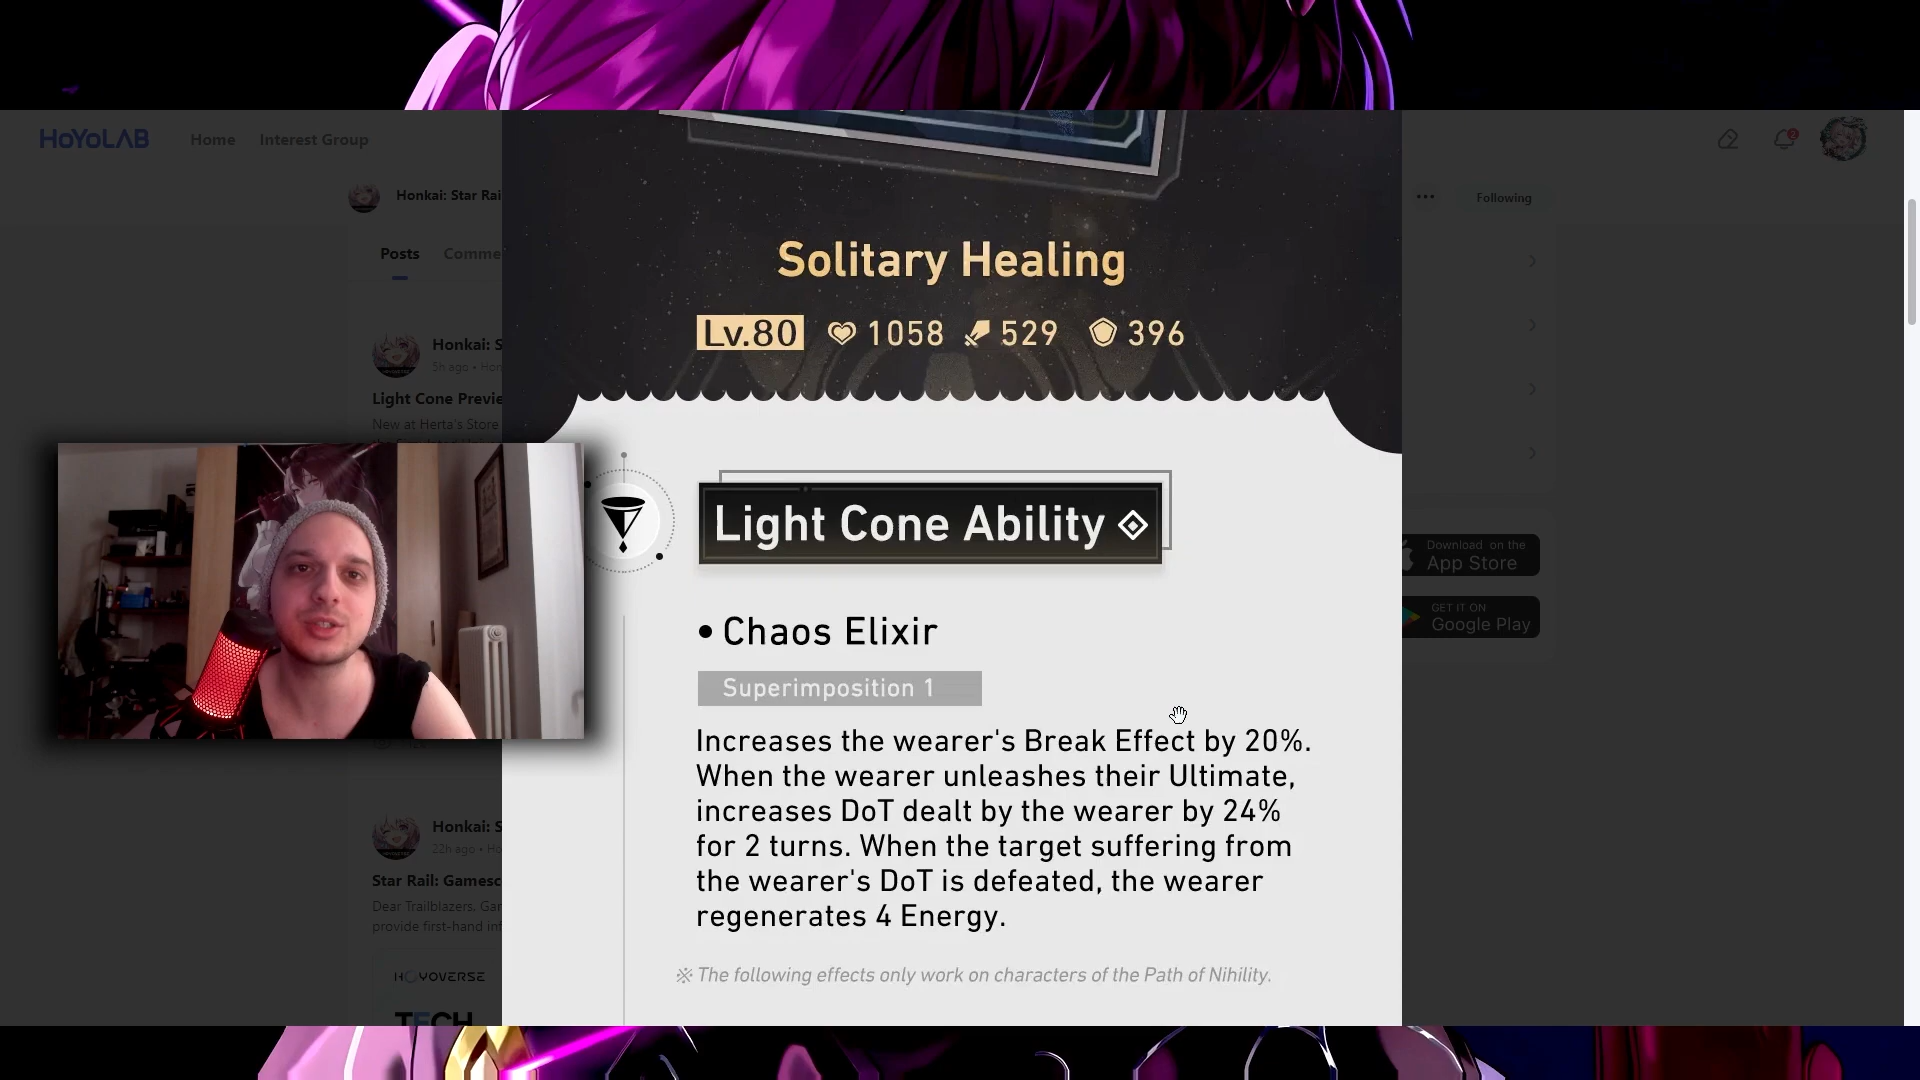 HoYoLAB
Home
Interest Group
2
Honkai: Star Rai
Following
Posts
Comme
Honkai: S
5h ago • Hon
Light Cone Previe
New at Herta's Store
Solitary Healing
Lv.80
1058
529
396
Light Cone Ability
• Chaos Elixir
Superimposition 1
Increases the wearer's Break Effect by 20%.
When the wearer unleashes their Ultimate,
increases DoT dealt by the wearer by 24%
for 2 turns. When the target suffering from
the wearer's DoT is defeated, the wearer
regenerates 4 Energy.
※ The following effects only work on characters of the Path of Nihility.
Download on the
App Store
GET IT ON
Google Play
Honkai: S
22h ago • Ho
Star Rail: Gamesc
Dear Trailblazers, Gar
provide first-hand inf
HOYOVERSE
TECH